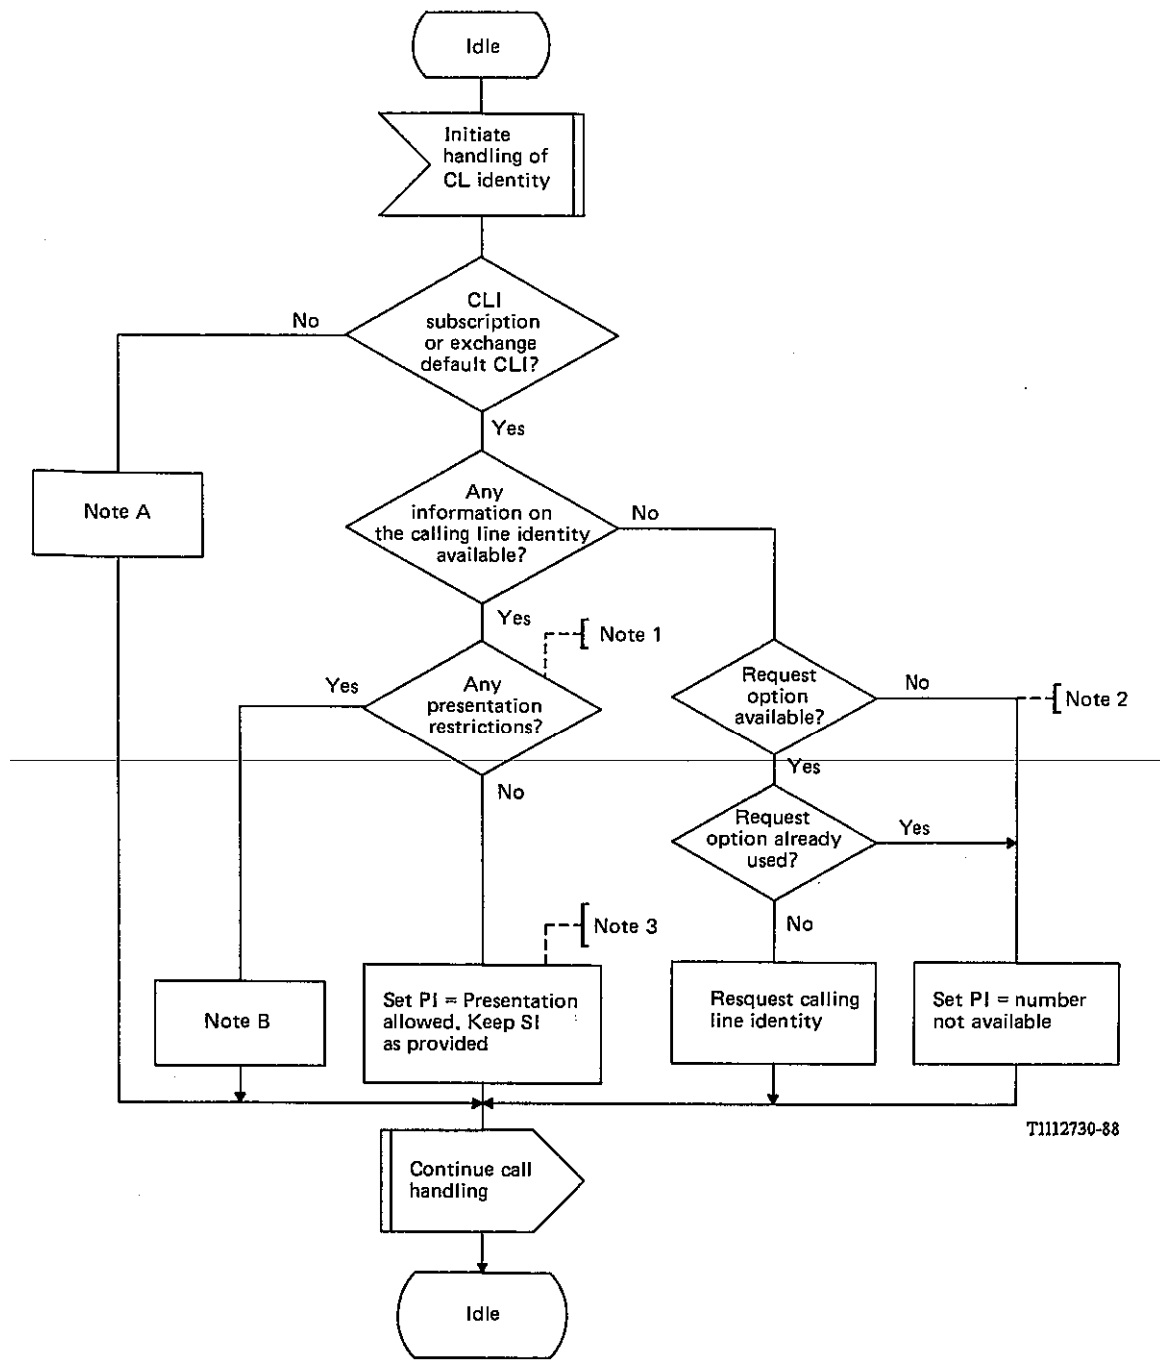 Idle
Initiate
handling of
CL identity
CLI
subscription
or exchange
default CLI?
No
Yes
Note A
Any
information on
the calling line identity
available?
No
Yes
Note 1
Any
presentation
restrictions?
Yes
No
Request
option
available?
No
Note 2
Yes
Request
option already
used?
Yes
No
Note 3
Note B
Set PI = Presentation
allowed. Keep SI
as provided
Resquest calling
line identity
Set PI = number
not available
T1112730-88
Continue call
handling
Idle